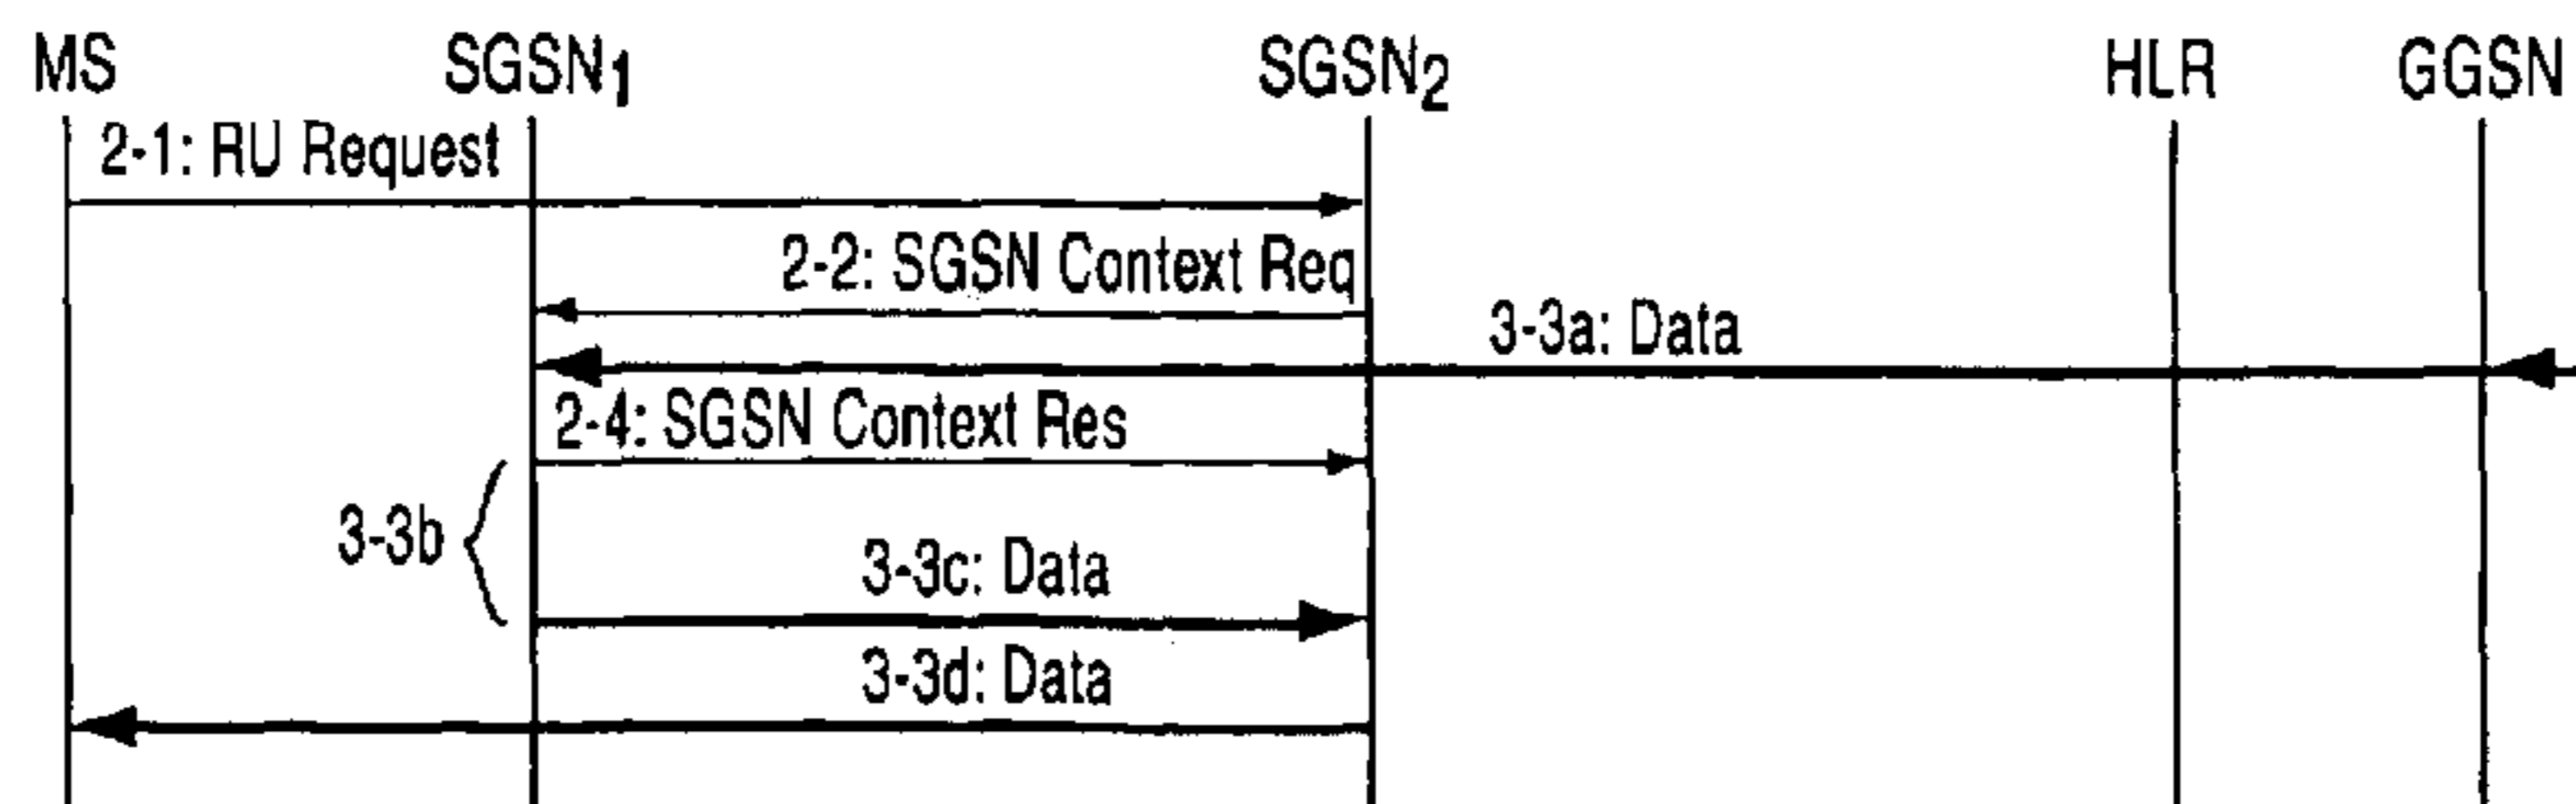 MS SGSN1 SGSN2 HLR GGSN
2-1: RU Request
2-2: SGSN Context Req
3-3a: Data
2-4: SGSN Context Res
3-3b
3-3c: Data
3-3d: Data